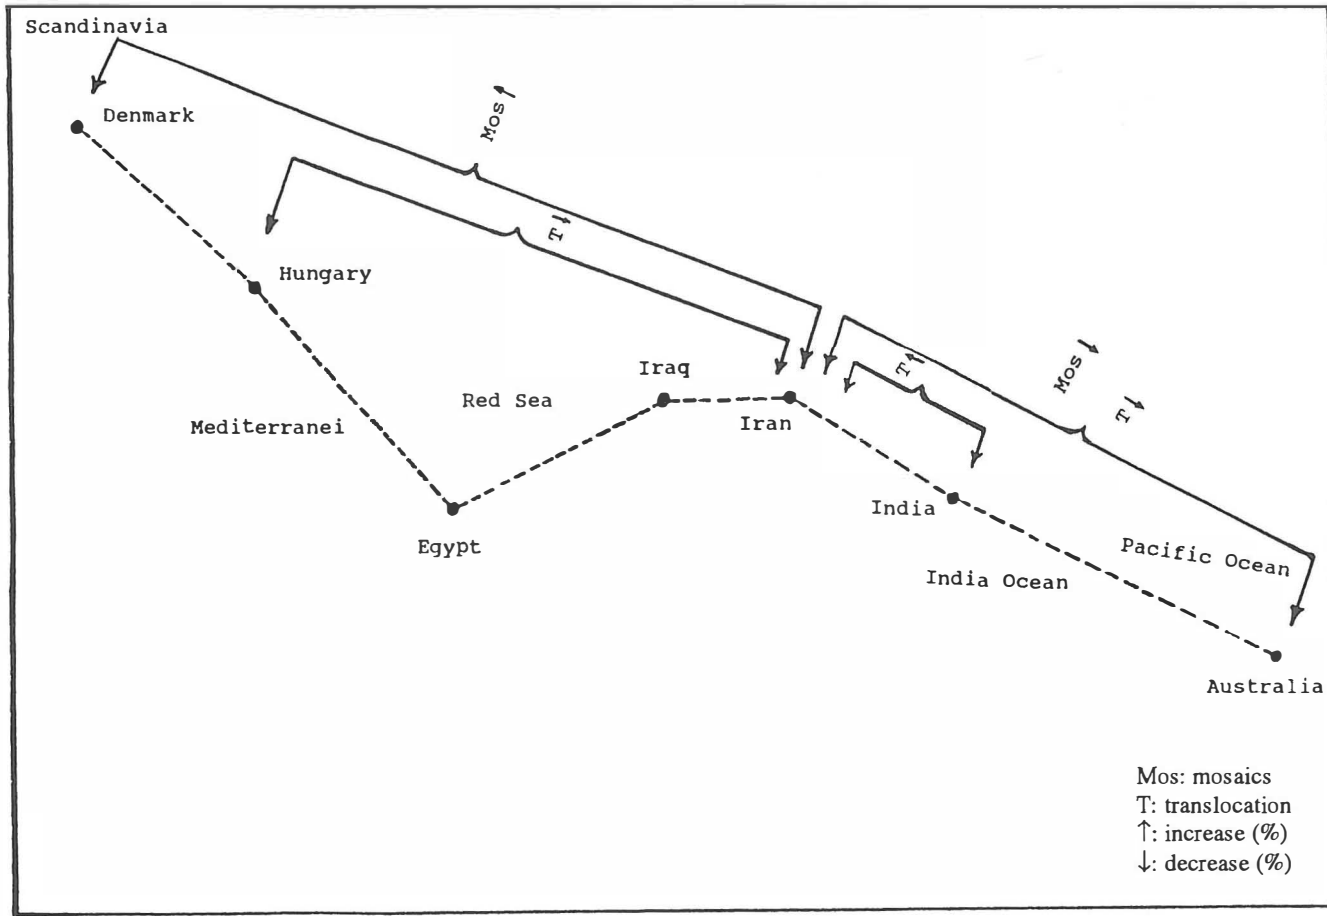 Scandinavia
Denmark
Mos ↑
T ↓
Hungary
Iraq
Red Sea
Mediterranei
Iran
T ↑
Mos ↓
T ↓
India
Egypt
Pacific Ocean
India Ocean
Australia
Mos: mosaics
T: translocation
↑: increase (%)
↓: decrease (%)